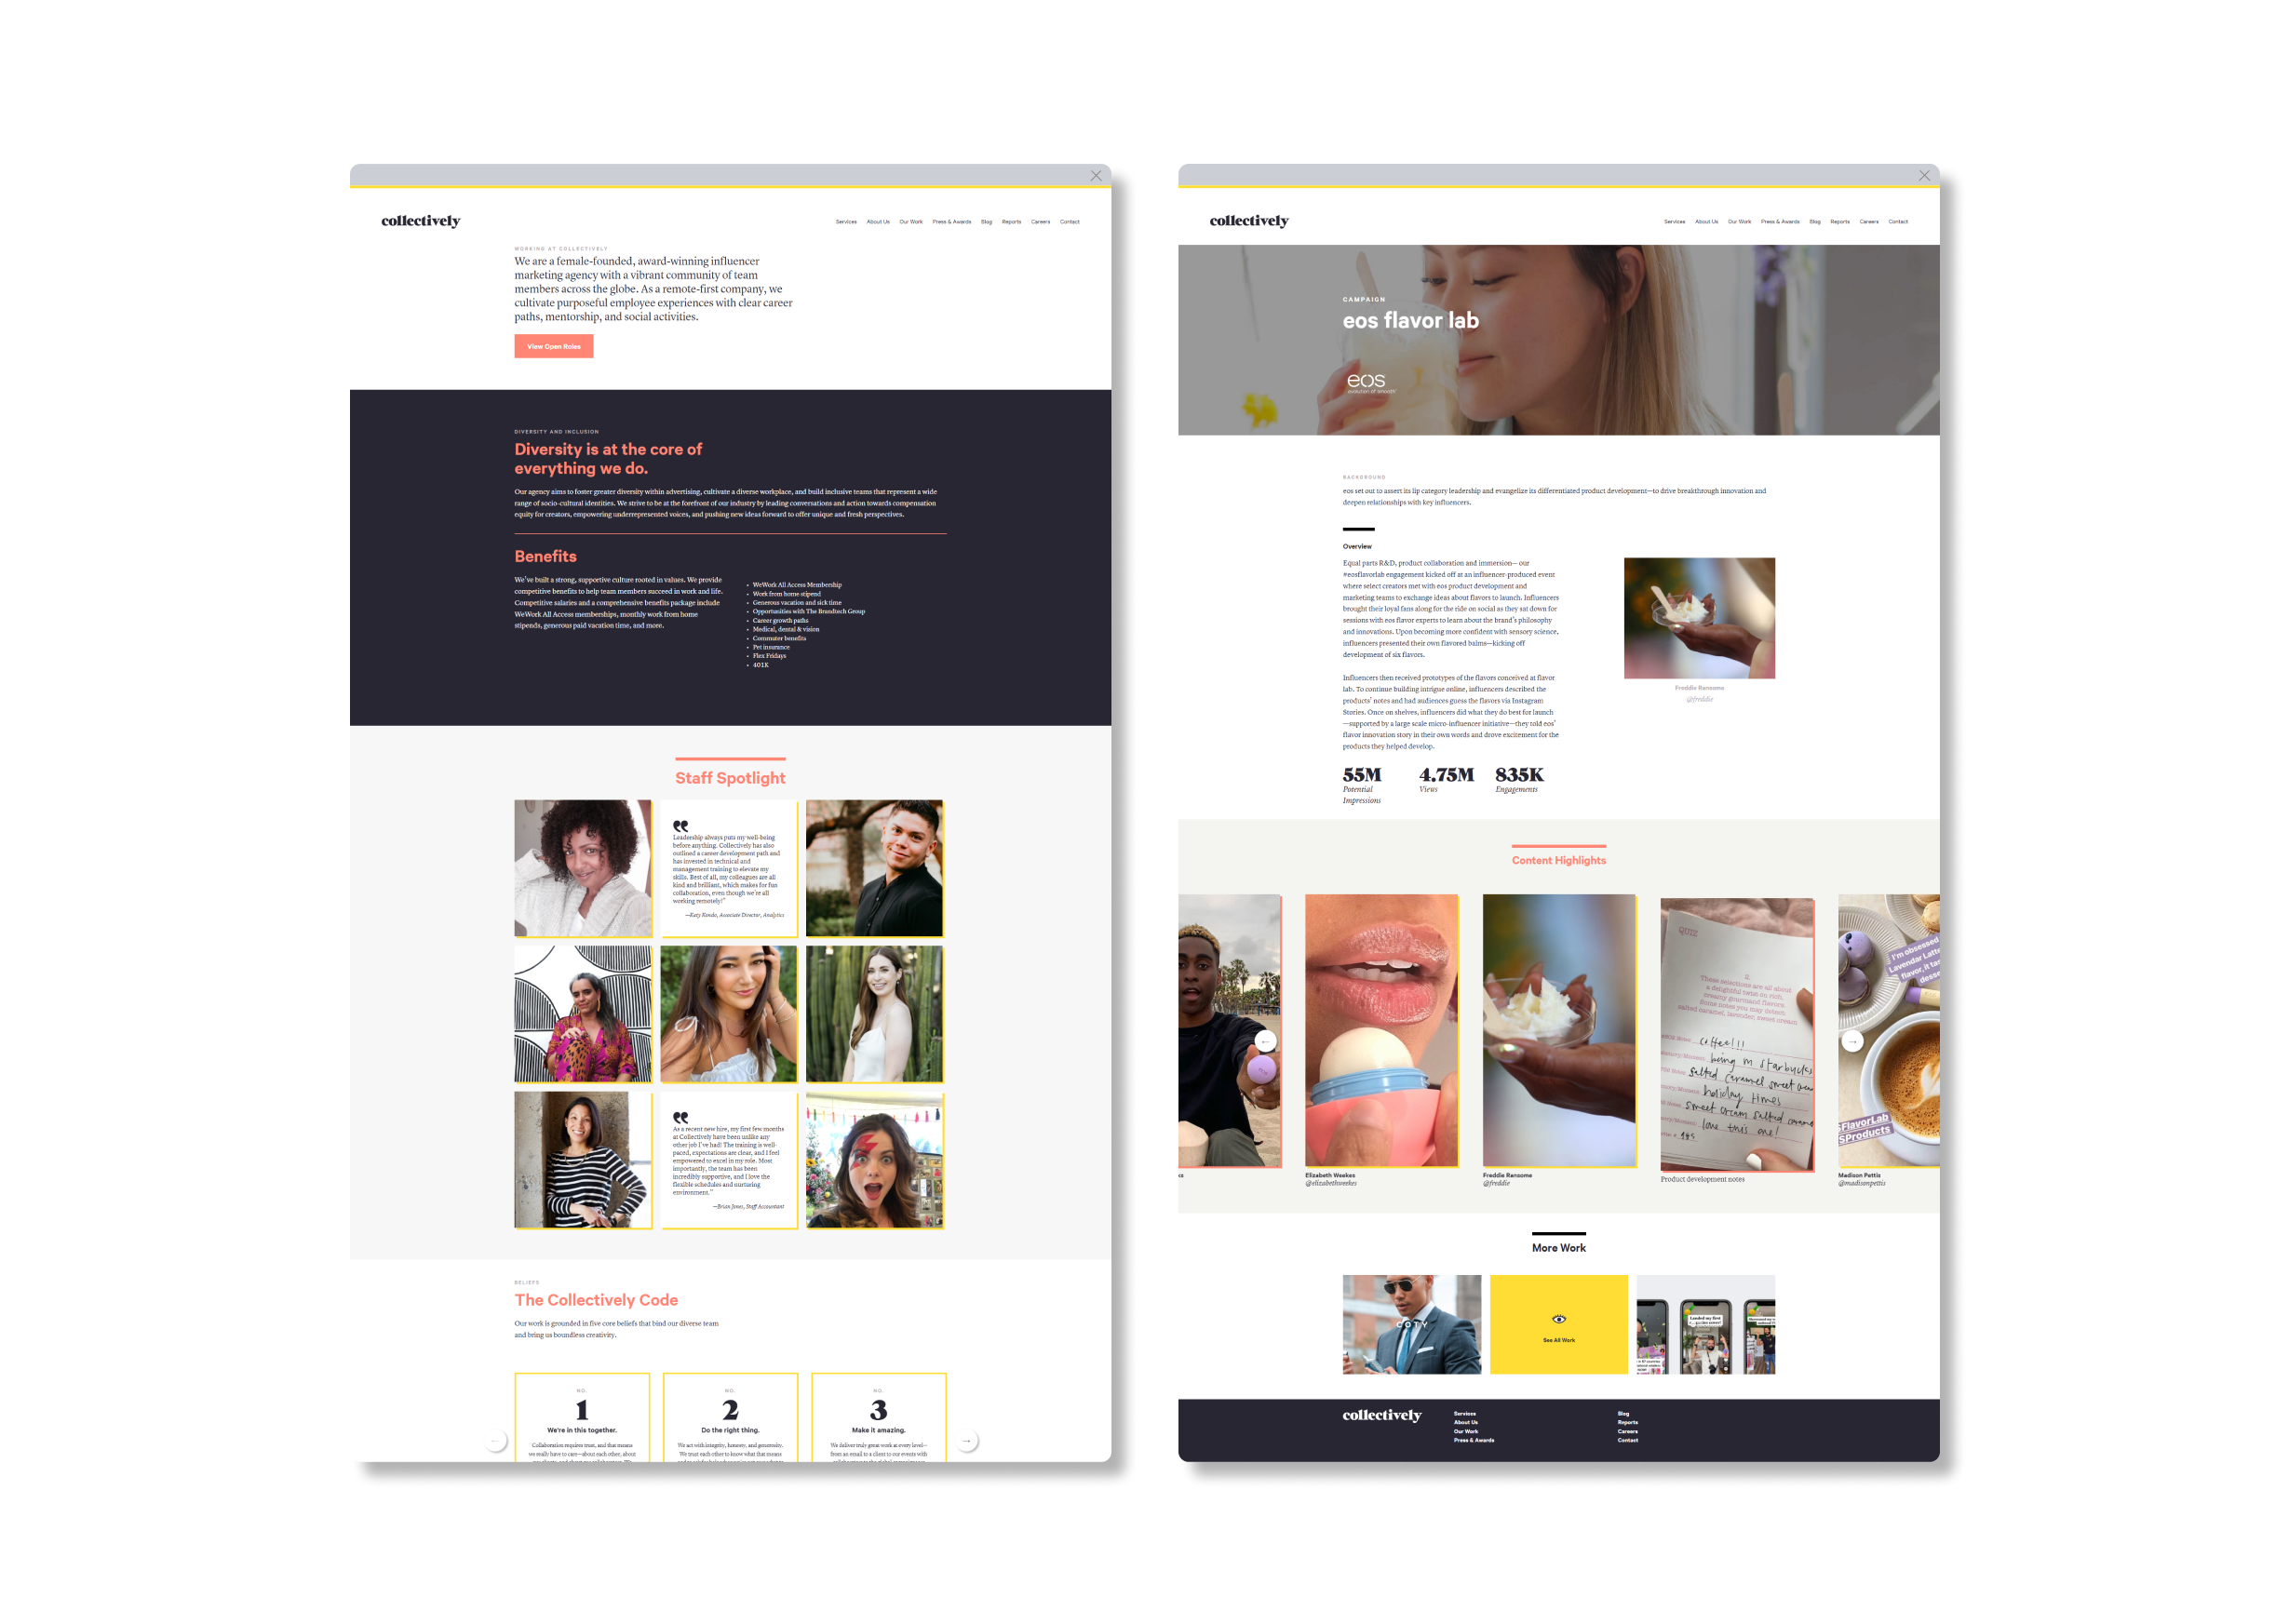 collectively
Services About Us Our Work Press & Awards Blog Reports Careers Contact
WORKING AT COLLECTIVELY
We are a female-founded, award-winning influencer
marketing agency with a vibrant community of team
members across the globe. As a remote-first company, we
cultivate purposeful employee experiences with clear career
paths, mentorship, and social activities.
View Open Roles
DIVERSITY AND INCLUSION
Diversity is at the core of
everything we do.
Our agency aims to foster greater diversity within advertising, cultivate a diverse workplace, and build inclusive teams that represent a wide
range of socio-cultural identities. We strive to be at the forefront of our industry by leading conversations and action towards compensation
equity for creators, empowering underrepresented voices, and pushing new ideas forward to offer unique and fresh perspectives.
Benefits
We've built a strong, supportive culture rooted in values. We provide
competitive benefits to help team members succeed in work and life.
Competitive salaries and a comprehensive benefits package include
WeWork All Access memberships, monthly work from home
stipends, generous paid vacation time, and more.
• WeWork All Access Membership
• Work from home stipend
• Generous vacation and sick time
• Opportunities with The Brandtech Group
• Career growth paths
• Medical, dental & vision
• Commuter benefits
• Pet insurance
• Flex Fridays
• 401K
Staff Spotlight
Leadership always puts my well-being
before anything. Collectively has also
outlined a career development path and
has invested in technical and
management training to elevate my
skills. Best of all, my colleagues are all
kind and brilliant, which makes for fun
collaboration, even though we're all
working remotely!"
—Katy Kondo, Associate Director, Analytics
As a recent new hire, my first few months
at Collectively have been unlike any
other job I've had! The training is well-
paced, expectations are clear, and I feel
empowered to excel in my role. Most
importantly, the team has been
incredibly supportive, and I love the
flexible schedules and nurturing
environment."
—Brian Jones, Staff Accountant
BELIEFS
The Collectively Code
Our work is grounded in five core beliefs that bind our diverse team
and bring us boundless creativity.
NO.
1
We're in this together.
Collaboration requires trust, and that means
we really have to care—about each other, about
NO.
2
Do the right thing.
We act with integrity, honesty, and generosity.
We trust each other to know what that means
NO.
3
Make it amazing.
We deliver truly great work at every level—
from an email to a client to our events with
collectively
Services About Us Our Work Press & Awards Blog Reports Careers Contact
CAMPAIGN
eos flavor lab
eos
evolution of smooth
BACKGROUND
eos set out to assert its lip category leadership and evangelize its differentiated product development—to drive breakthrough innovation and
deepen relationships with key influencers.
Overview
Equal parts R&D, product collaboration and immersion— our
#eosflavorlab engagement kicked off at an influencer-produced event
where select creators met with eos product development and
marketing teams to exchange ideas about flavors to launch. Influencers
brought their loyal fans along for the ride on social as they sat down for
sessions with eos flavor experts to learn about the brand's philosophy
and innovations. Upon becoming more confident with sensory science,
influencers presented their own flavored balms—kicking off
development of six flavors.
Influencers then received prototypes of the flavors conceived at flavor
lab. To continue building intrigue online, influencers described the
products' notes and had audiences guess the flavors via Instagram
Stories. Once on shelves, influencers did what they do best for launch
—supported by a large scale micro-influencer initiative—they told eos'
flavor innovation story in their own words and drove excitement for the
products they helped develop.
Freddie Ransome
@freddie
55M
Potential
Impressions
4.75M
Views
835K
Engagements
Content Highlights
QUIZ
2.
These selections are all about
a delightful twist on rich,
creamy gourmand flavors.
Some notes you may detect:
salted caramel, lavender, sweet cream
coffee!!!
being in starbucks
salted caramel sweet
holiday times
sweet cream salted
love this one!
I'm obsessed
Lavendar Latte
flavor, it
FlavorLab
SProducts
Elizabeth Weekes
@elizabethweekes
Freddie Ransome
@freddie
Product development notes
Madison Pettis
@madisonpettis
More Work
COTY
See All Work
Landed my first
collectively
Services
About Us
Our Work
Press & Awards
Blog
Reports
Careers
Contact